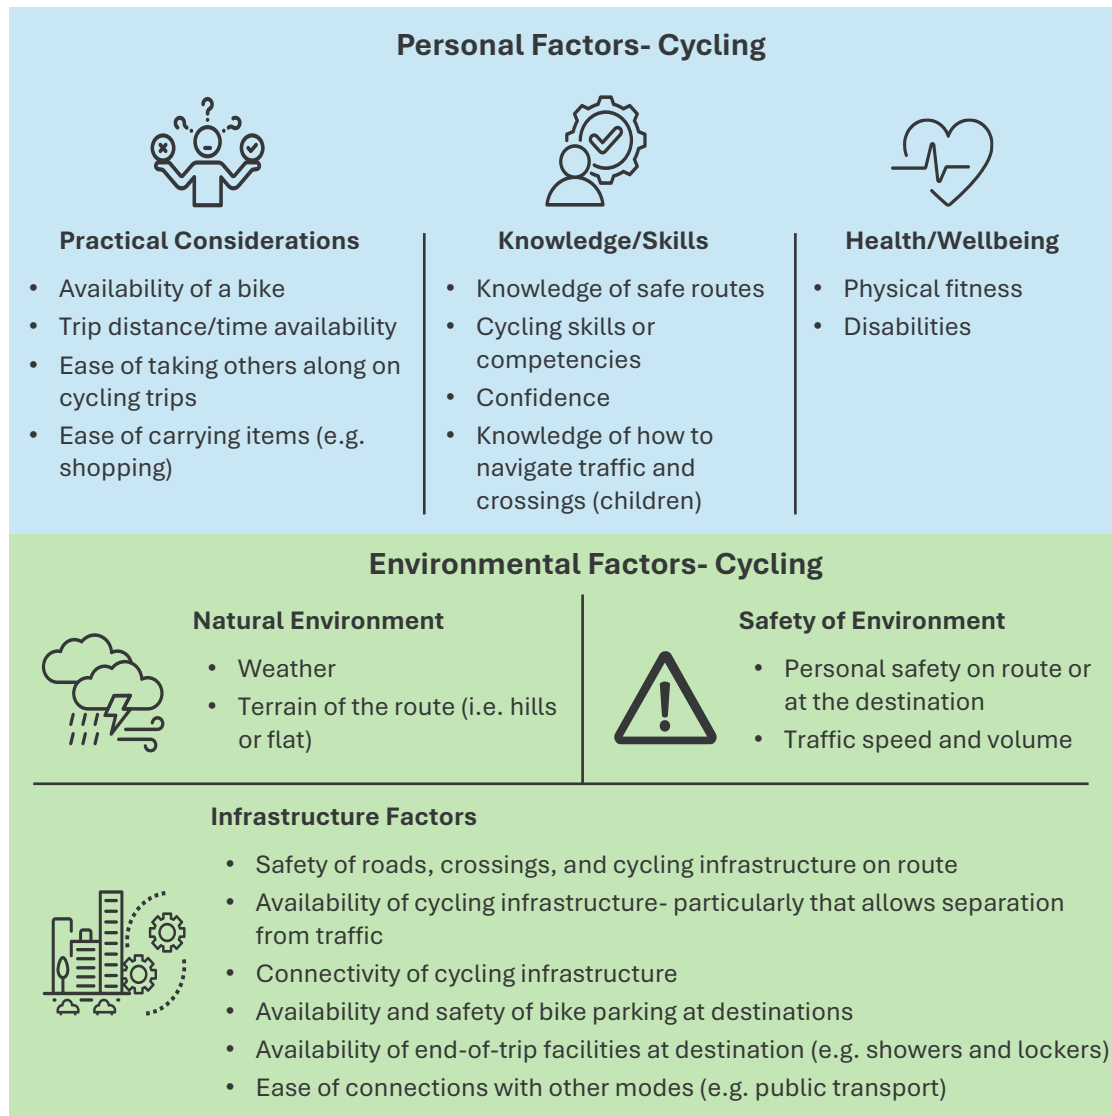 Personal Factors- Cycling
Practical Considerations
• Availability of a bike
• Trip distance/time availability
• Ease of taking others along on
cycling trips
• Ease of carrying items (e.g.
shopping)
Knowledge/Skills
• Knowledge of safe routes
• Cycling skills or
competencies
• Confidence
• Knowledge of how to
navigate traffic and
crossings (children)
Health/Wellbeing
• Physical fitness
• Disabilities
Environmental Factors- Cycling
Natural Environment
• Weather
• Terrain of the route (i.e. hills
or flat)
Safety of Environment
• Personal safety on route or
at the destination
• Traffic speed and volume
Infrastructure Factors
• Safety of roads, crossings, and cycling infrastructure on route
• Availability of cycling infrastructure- particularly that allows separation
from traffic
• Connectivity of cycling infrastructure
• Availability and safety of bike parking at destinations
• Availability of end-of-trip facilities at destination (e.g. showers and lockers)
• Ease of connections with other modes (e.g. public transport)